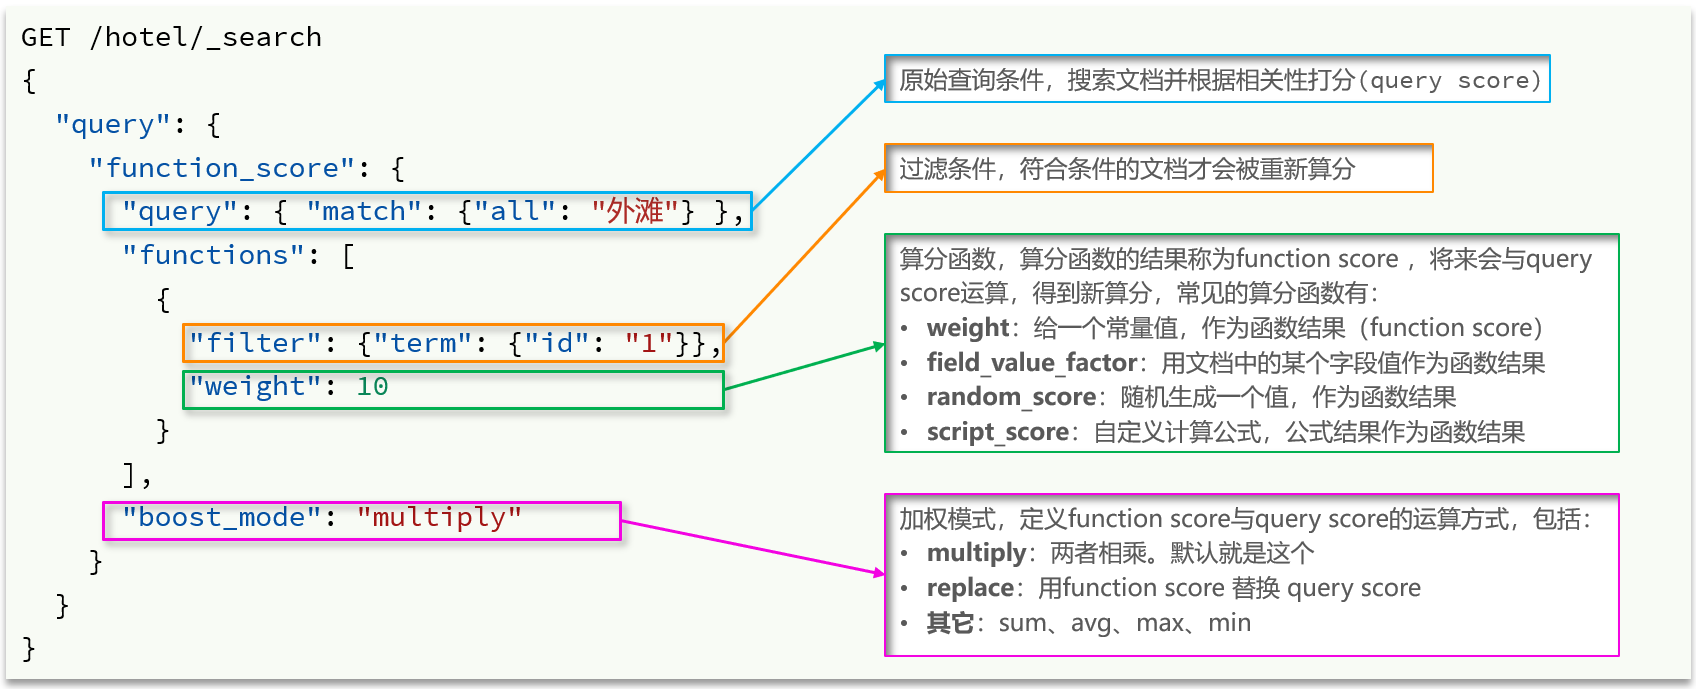 GET /hotel/_search
{
  "query": {
    "function_score": {
      "query": { "match": {"all": "外滩"} },
      "functions": [
        {
          "filter": {"term": {"id": "1"}},
          "weight": 10
        }
      ],
      "boost_mode": "multiply"
    }
  }
}
原始查询条件，搜索文档并根据相关性打分(query score)
过滤条件，符合条件的文档才会被重新算分
算分函数，算分函数的结果称为function score ，将来会与query
score运算，得到新算分，常见的算分函数有：
• weight：给一个常量值，作为函数结果（function score）
• field_value_factor：用文档中的某个字段值作为函数结果
• random_score：随机生成一个值，作为函数结果
• script_score：自定义计算公式，公式结果作为函数结果
加权模式，定义function score与query score的运算方式，包括：
• multiply：两者相乘。默认就是这个
• replace：用function score 替换 query score
• 其它：sum、avg、max、min